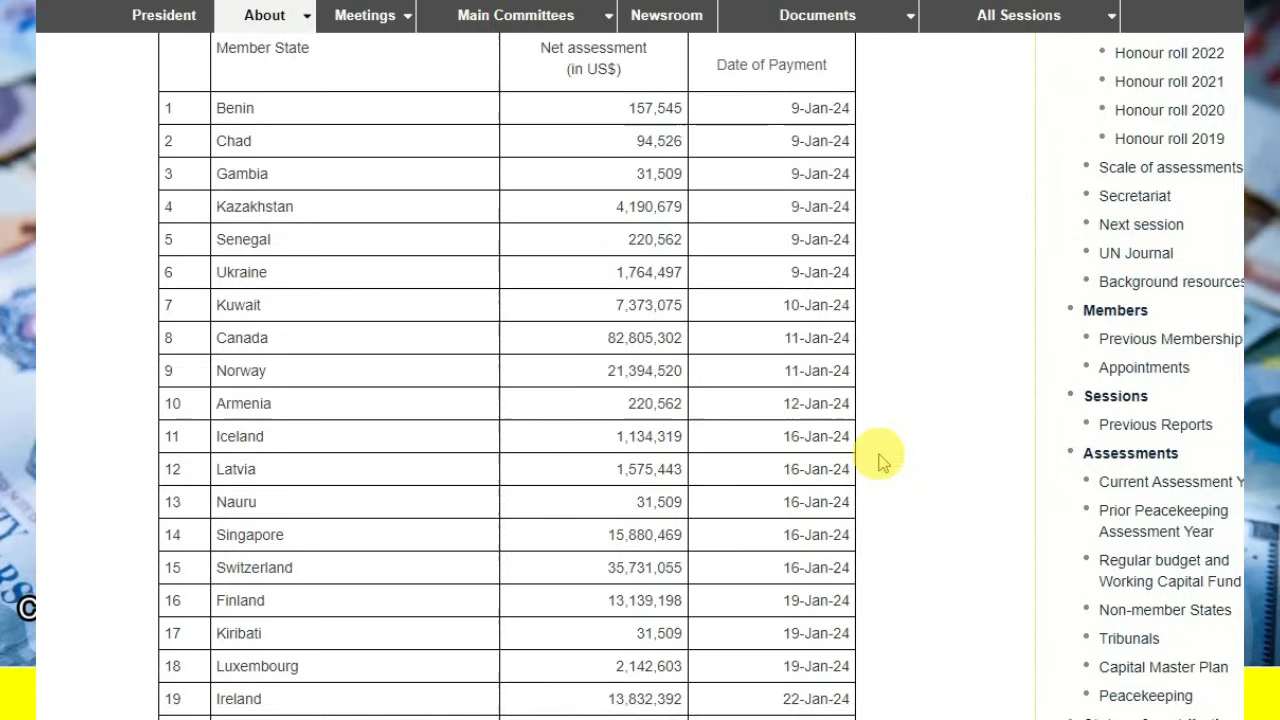 President About Meetings Main Committees Newsroom Documents All Sessions
Member State Net assessment (in US$) Date of Payment
1 Benin 157,545 9-Jan-24
2 Chad 94,526 9-Jan-24
3 Gambia 31,509 9-Jan-24
4 Kazakhstan 4,190,679 9-Jan-24
5 Senegal 220,562 9-Jan-24
6 Ukraine 1,764,497 9-Jan-24
7 Kuwait 7,373,075 10-Jan-24
8 Canada 82,805,302 11-Jan-24
9 Norway 21,394,520 11-Jan-24
10 Armenia 220,562 12-Jan-24
11 Iceland 1,134,319 16-Jan-24
12 Latvia 1,575,443 16-Jan-24
13 Nauru 31,509 16-Jan-24
14 Singapore 15,880,469 16-Jan-24
15 Switzerland 35,731,055 16-Jan-24
16 Finland 13,139,198 19-Jan-24
17 Kiribati 31,509 19-Jan-24
18 Luxembourg 2,142,603 19-Jan-24
19 Ireland 13,832,392 22-Jan-24
Honour roll 2022
Honour roll 2021
Honour roll 2020
Honour roll 2019
Scale of assessments
Secretariat
Next session
UN Journal
Background resources
Members
Previous Membership
Appointments
Sessions
Previous Reports
Assessments
Current Assessment Y
Prior Peacekeeping
Assessment Year
Regular budget and
Working Capital Fund
Non-member States
Tribunals
Capital Master Plan
Peacekeeping
©